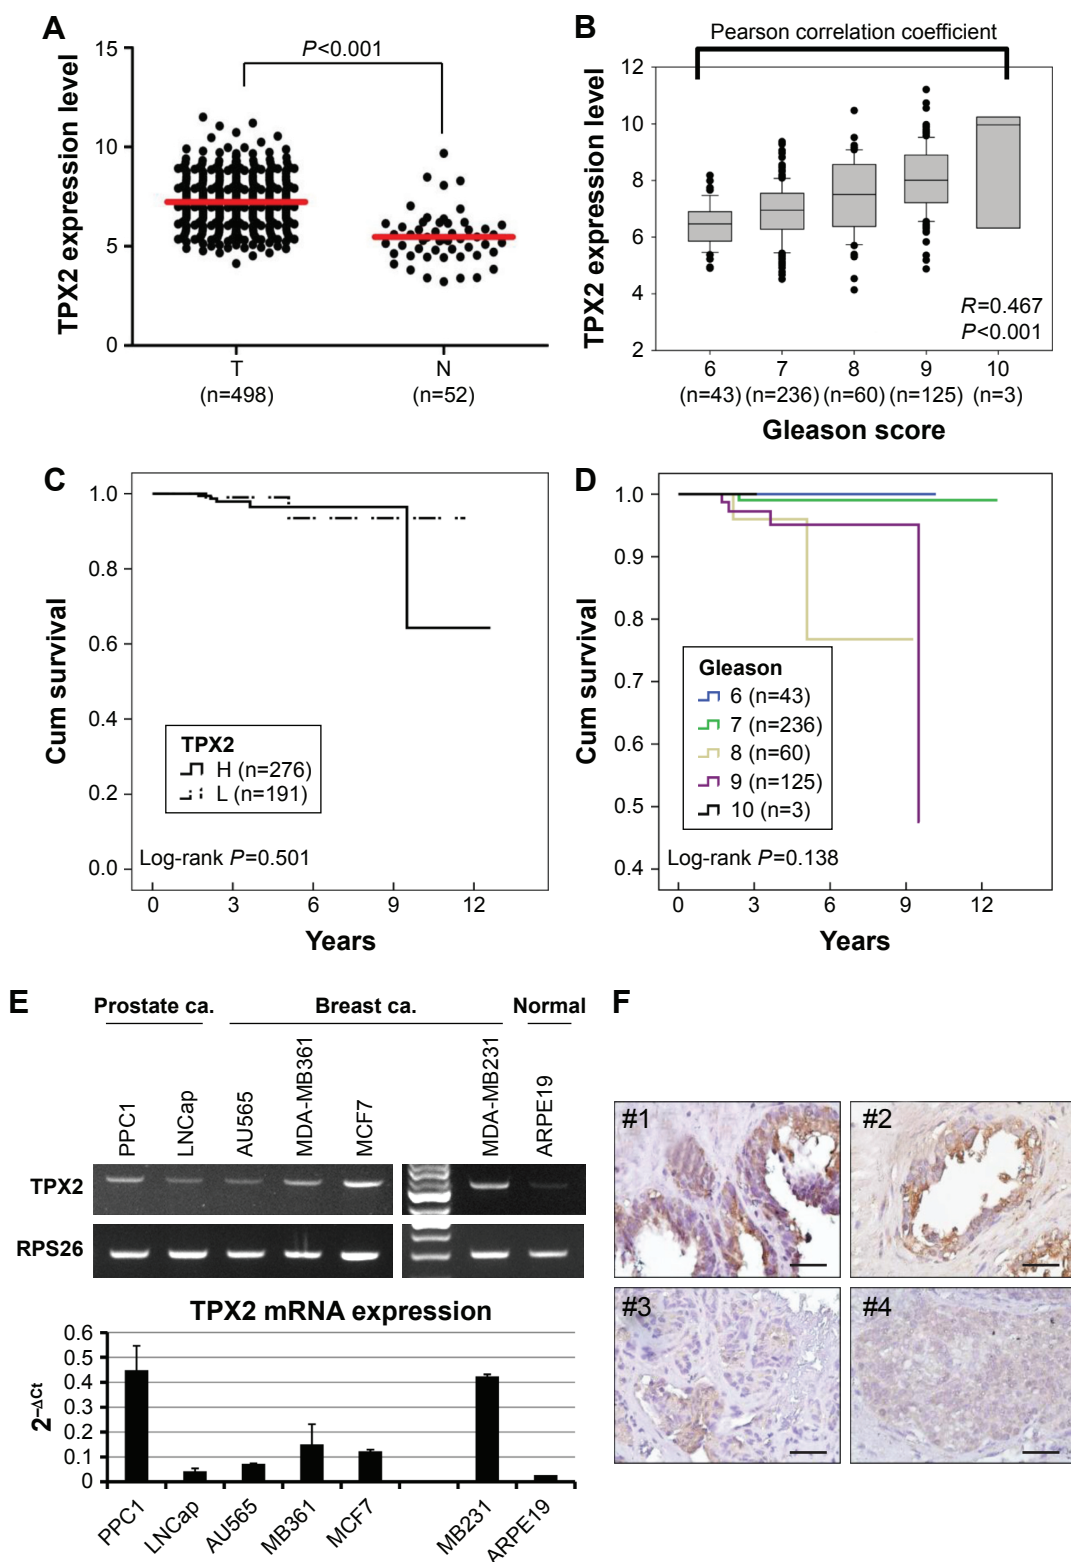 A
P<0.001
TPX2 expression level
15
10
5
0
T
N
(n=498)
(n=52)
B
Pearson correlation coefficient
TPX2 expression level
12
10
8
6
4
2
R=0.467
P<0.001
6 7 8 9 10
(n=43) (n=236) (n=60) (n=125) (n=3)
Gleason score
C
Cum survival
1.0
0.8
0.6
0.4
0.2
0.0
TPX2
H (n=276)
L (n=191)
Log-rank P=0.501
0 3 6 9 12
Years
D
Cum survival
1.0
0.9
0.8
0.7
0.6
0.5
0.4
Gleason
6 (n=43)
7 (n=236)
8 (n=60)
9 (n=125)
10 (n=3)
Log-rank P=0.138
0 3 6 9 12
Years
E
Prostate ca. Breast ca. Normal
PPC1
LNCap
AU565
MDA-MB361
MCF7
MDA-MB231
ARPE19
TPX2
RPS26
TPX2 mRNA expression
2−ΔCt
0.6
0.5
0.4
0.3
0.2
0.1
0
PPC1
LNCap
AU565
MB361
MCF7
MB231
ARPE19
F
#1
#2
#3
#4